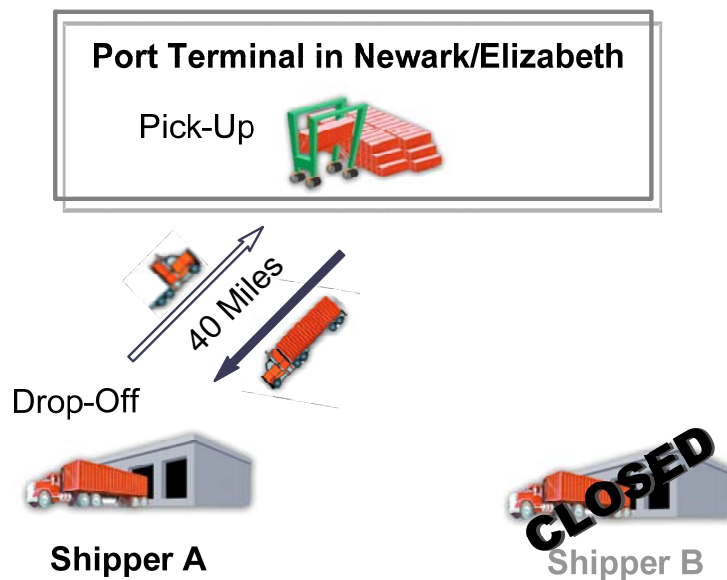 Port Terminal in Newark/Elizabeth
Pick-Up
40 Miles
Drop-Off
CLOSED
Shipper A
Shipper B